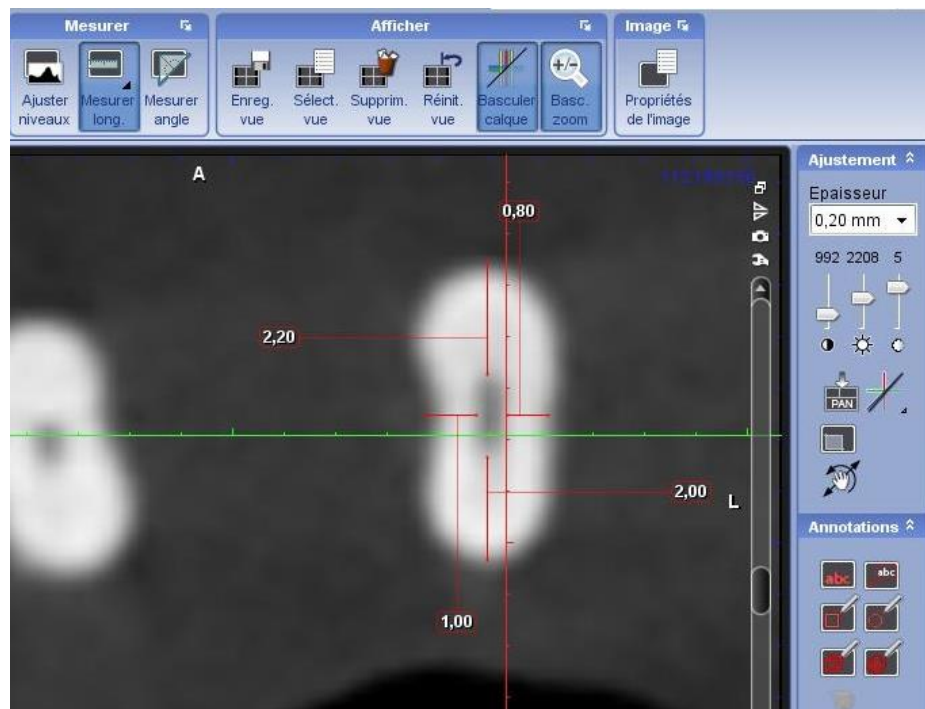 Mesurer
Afficher
Image
Ajuster niveaux
Mesurer long.
Mesurer angle
Enreg. vue
Sélect. vue
Supprim. vue
Réinit. vue
Basculer calque
Basc. zoom
Propriétés de l'image
A
0,80
2,20
2,00
L
1,00
Ajustement
Epaisseur
0,20 mm
992 2208 5
PAN
Annotations
abc
abc